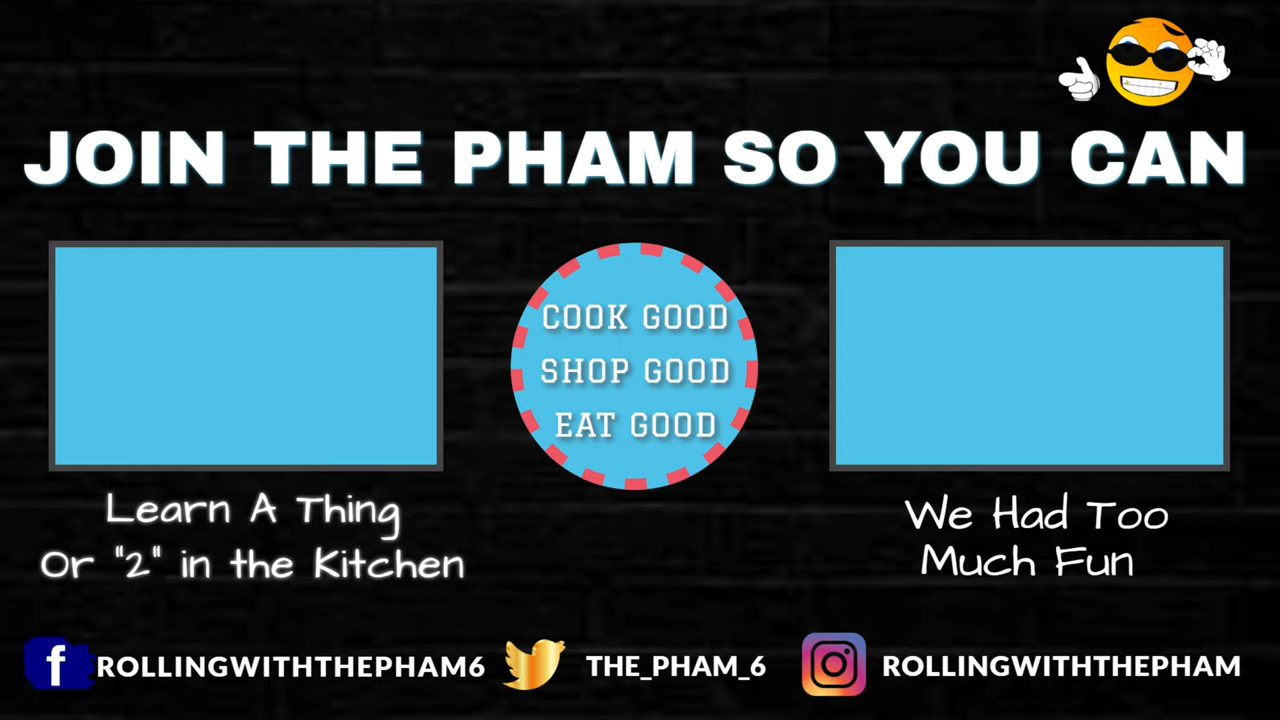 JOIN THE PHAM SO YOU CAN
COOK GOOD
SHOP GOOD
EAT GOOD
Learn A Thing
Or "2" in the Kitchen
We Had Too
Much Fun
f ROLLINGWITHTHEPHAM6 THE_PHAM_6 ROLLINGWITHTHEPHAM